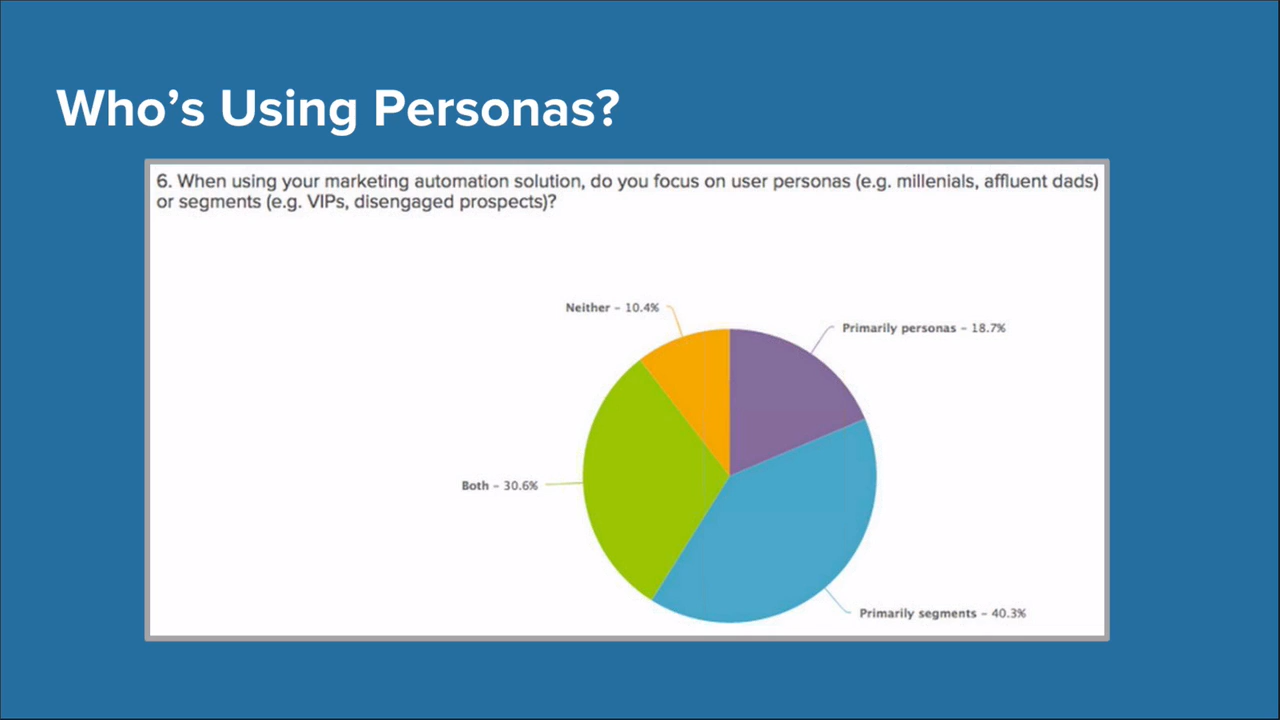 Who’s Using Personas?
6. When using your marketing automation solution, do you focus on user personas (e.g. millenials, affluent dads)
or segments (e.g. VIPs, disengaged prospects)?
Neither – 10.4%
Primarily personas – 18.7%
Both – 30.6%
Primarily segments – 40.3%